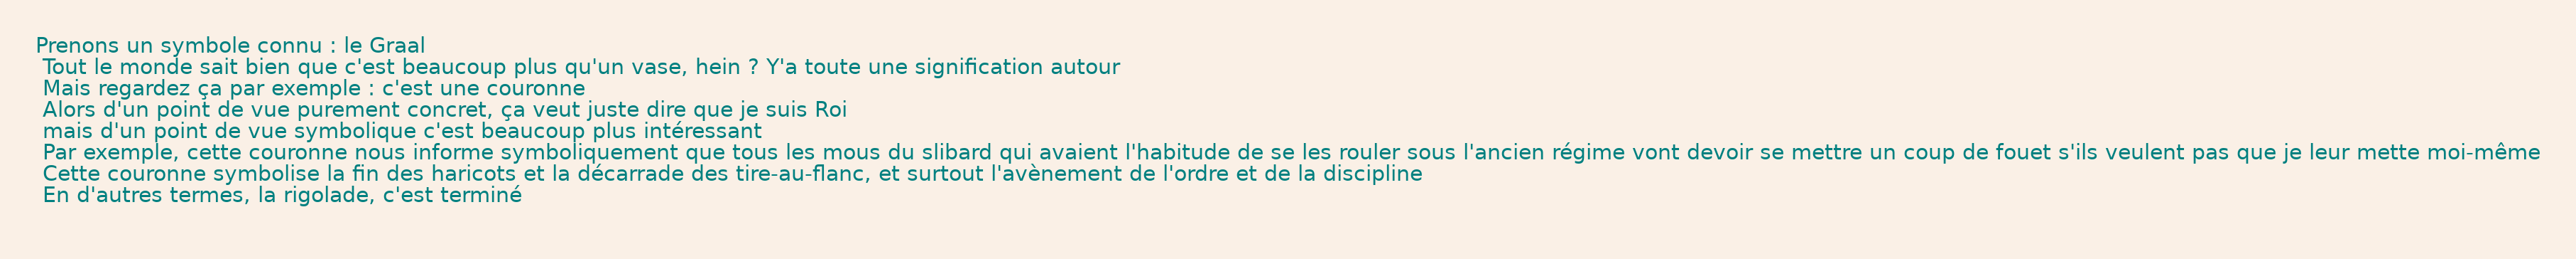 Prenons un symbole connu : le Graal
Tout le monde sait bien que c'est beaucoup plus qu'un vase, hein ? Y'a toute une signification autour
Mais regardez ça par exemple : c'est une couronne
Alors d'un point de vue purement concret, ça veut juste dire que je suis Roi
mais d'un point de vue symbolique c'est beaucoup plus intéressant
Par exemple, cette couronne nous informe symboliquement que tous les mous du slibard qui avaient l'habitude de se les rouler sous l'ancien régime vont devoir se mettre un coup de fouet s'ils veulent pas que je leur mette moi-même
Cette couronne symbolise la fin des haricots et la décarrade des tire-au-flanc, et surtout l'avènement de l'ordre et de la discipline
En d'autres termes, la rigolade, c'est terminé